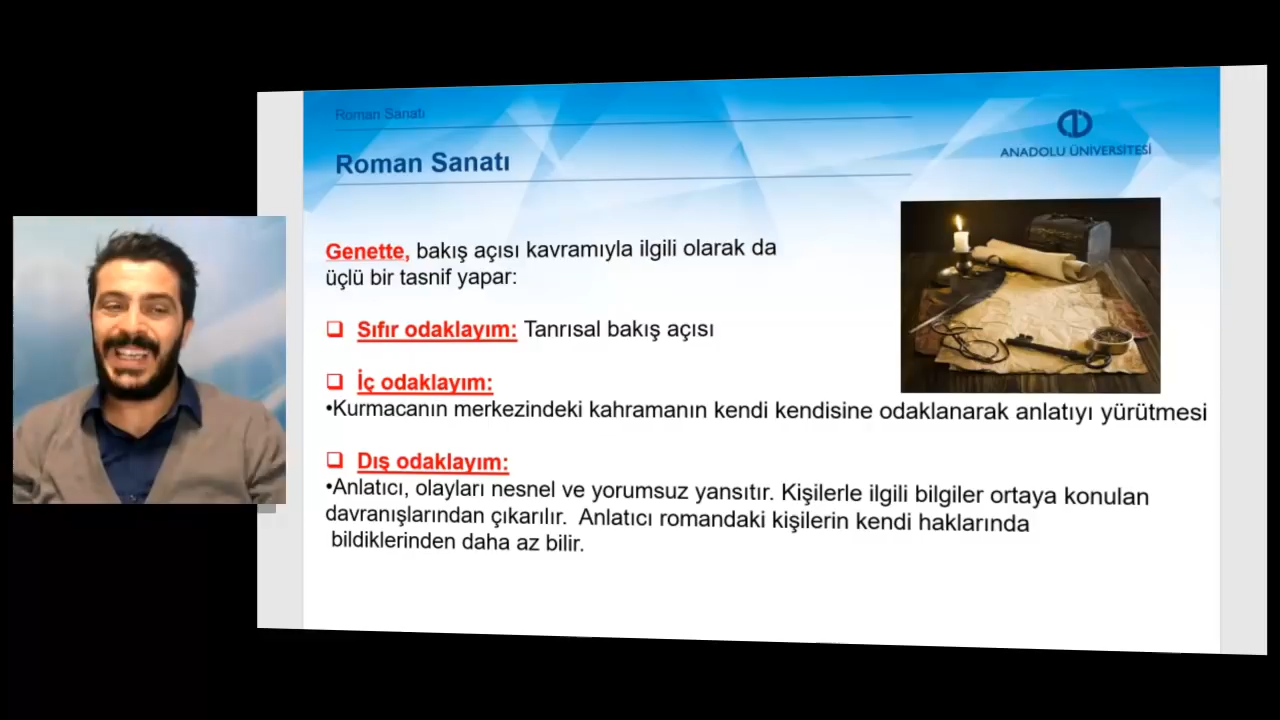 Roman Sanatı
ANADOLU ÜNİVERSİTESİ
Roman Sanatı
Genette, bakış açısı kavramıyla ilgili olarak da
üçlü bir tasnif yapar:
❑ Sıfır odaklayım: Tanrısal bakış açısı
❑ İç odaklayım:
•Kurmacanın merkezindeki kahramanın kendi kendisine odaklanarak anlatıyı yürütmesi
❑ Dış odaklayım:
•Anlatıcı, olayları nesnel ve yorumsuz yansıtır. Kişilerle ilgili bilgiler ortaya konulan
davranışlarından çıkarılır. Anlatıcı romandaki kişilerin kendi haklarında
bildiklerinden daha az bilir.